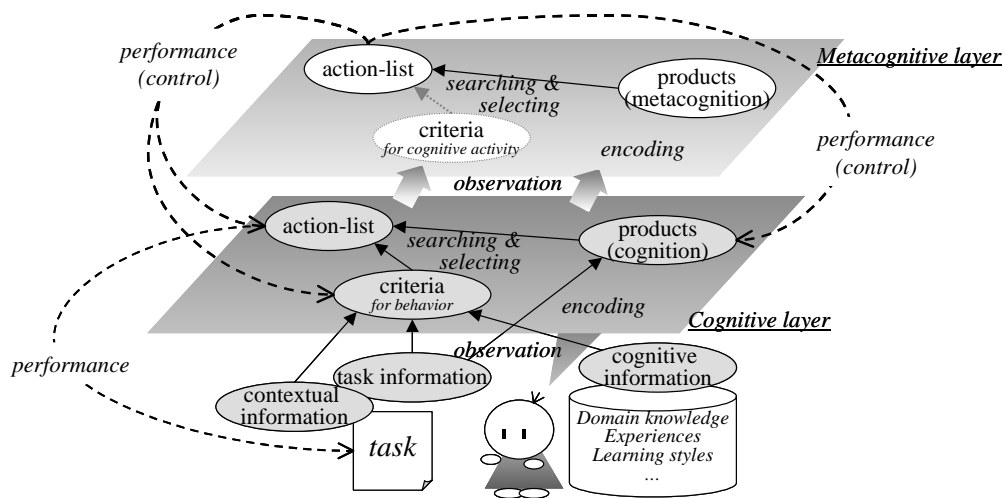 performance
(control)
action-list
searching &
selecting
products
(metacognition)
Metacognitive layer
criteria
for cognitive activity
encoding
performance
(control)
observation
action-list
searching &
selecting
products
(cognition)
criteria
for behavior
encoding
Cognitive layer
performance
observation
task information
cognitive
information
contextual
information
task
Domain knowledge
Experiences
Learning styles
...